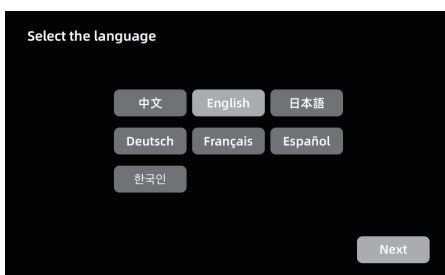 Select the language
中文 English 日本語
Deutsch Français Español
한국인
Next